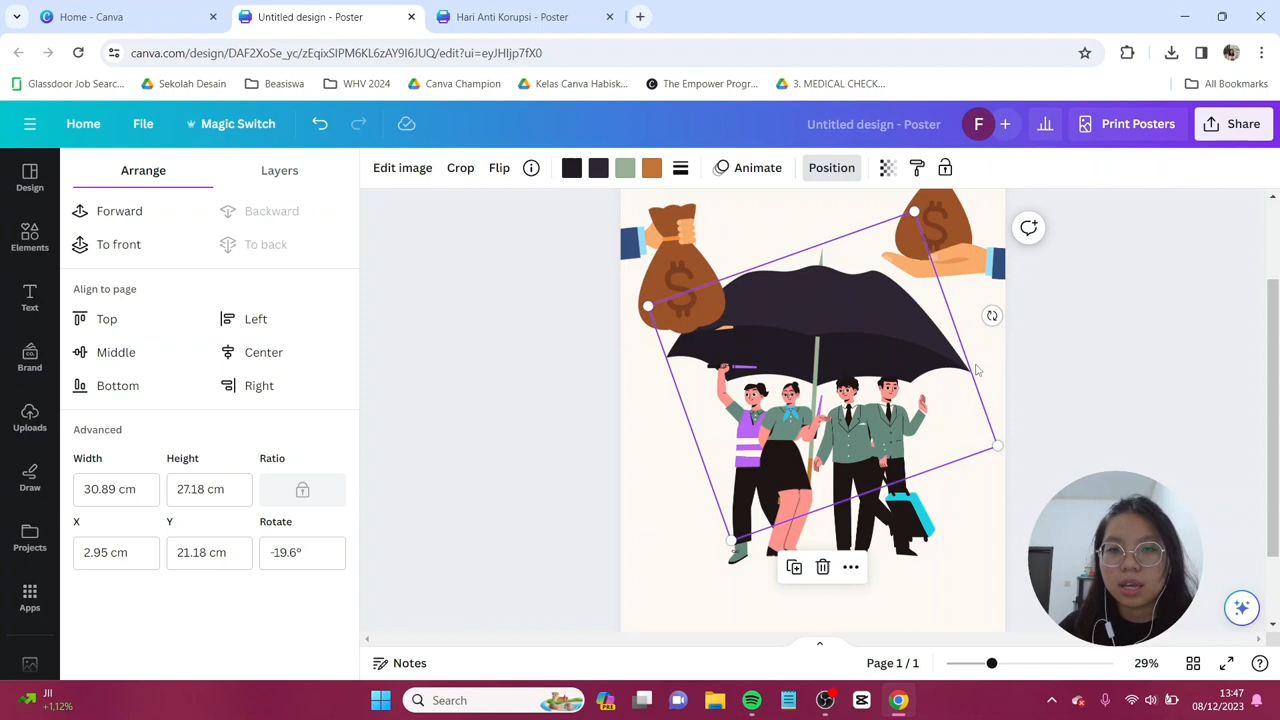 Home - Canva
Untitled design - Poster
Hari Anti Korupsi - Poster
canva.com/design/DAF2XoSe_yc/zEqixSlPM6KL6zAY9I6JUQ/edit?ui=eyJHIjp7fX0
Glassdoor Job Searc...
Sekolah Desain
Beasiswa
WHV 2024
Canva Champion
Kelas Canva Habisk...
The Empower Progr...
3. MEDICAL CHECK...
All Bookmarks
Home
File
Magic Switch
Untitled design - Poster
F
Print Posters
Share
Design
Elements
Text
Brand
Uploads
Draw
Projects
Apps
Arrange
Layers
Edit image
Crop
Flip
Animate
Position
Forward
Backward
To front
To back
Align to page
Top
Left
Middle
Center
Bottom
Right
Advanced
Width
Height
Ratio
30.89 cm
27.18 cm
X
Y
Rotate
2.95 cm
21.18 cm
-19.6°
$
$
Notes
Page 1 / 1
29%
JII
+1,12%
Search
PRE
13:47
08/12/2023